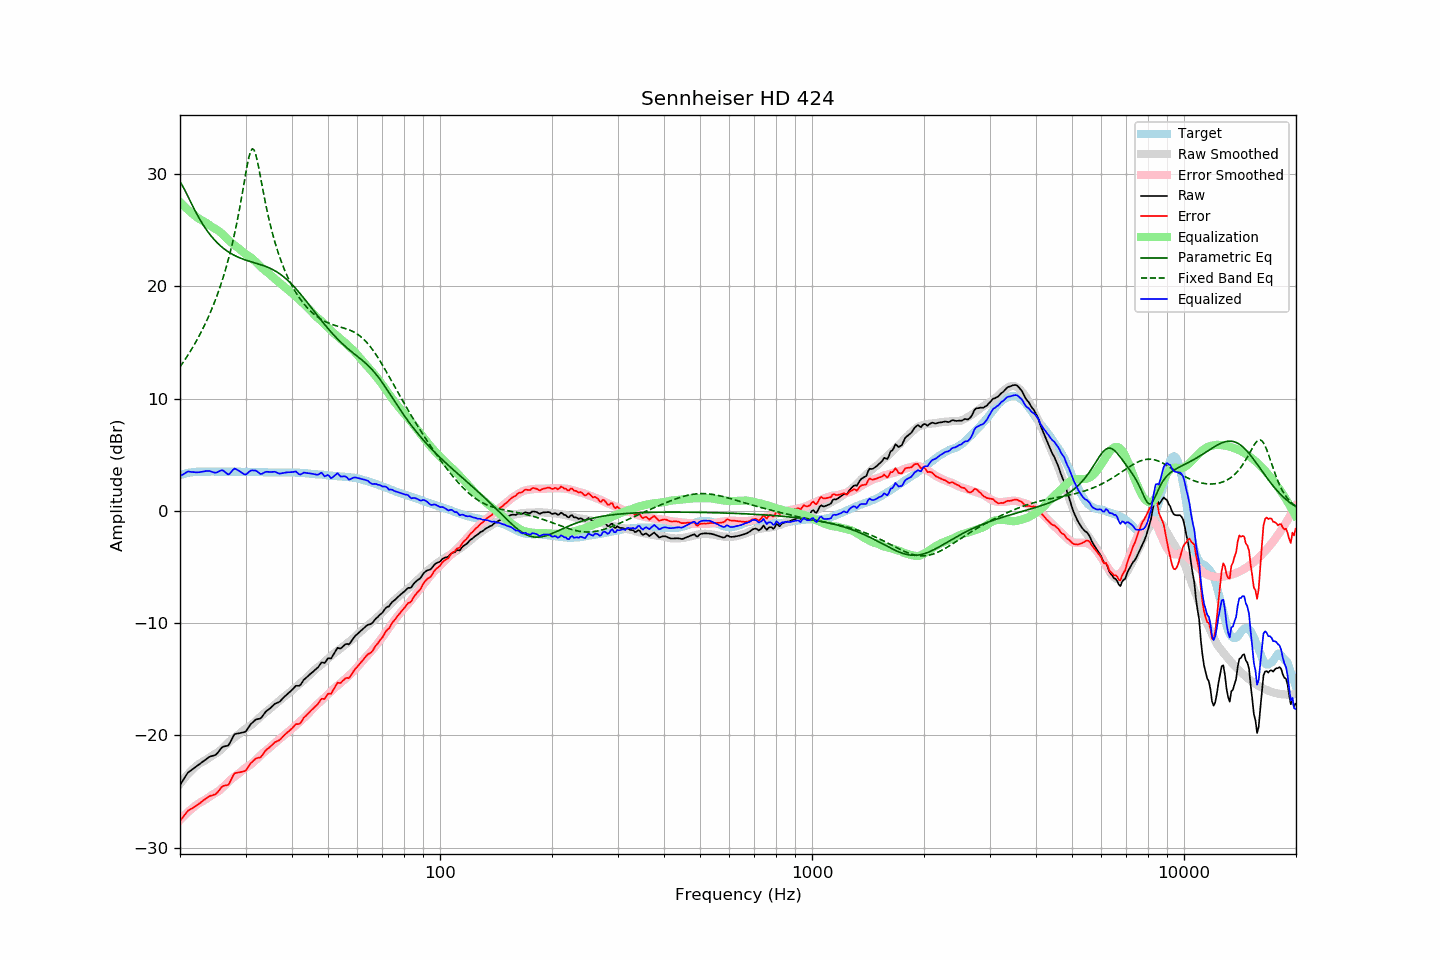 Sennheiser HD 424
Target
Raw Smoothed
Error Smoothed
Raw
Error
Equalization
Parametric Eq
Fixed Band Eq
Equalized
Amplitude (dBr)
30
20
10
0
−10
−20
−30
100
1000
10000
Frequency (Hz)